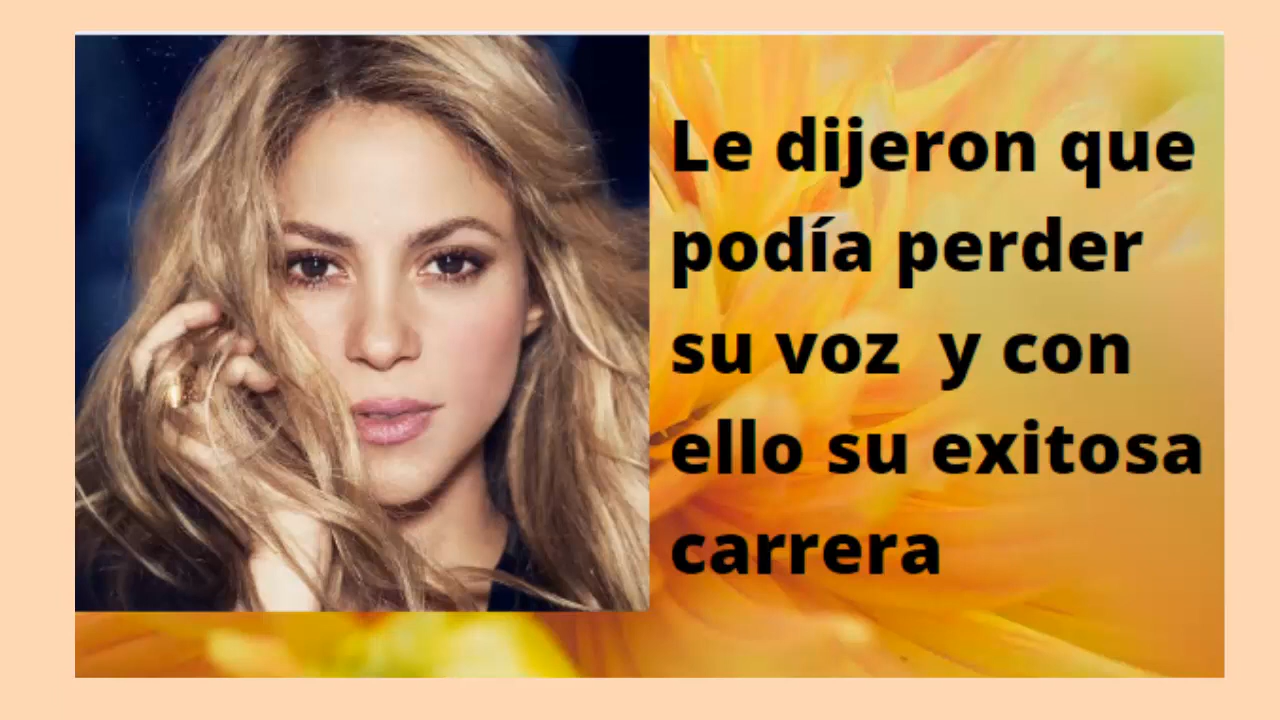 Le dijeron que
podía perder
su voz  y con
ello su exitosa
carrera